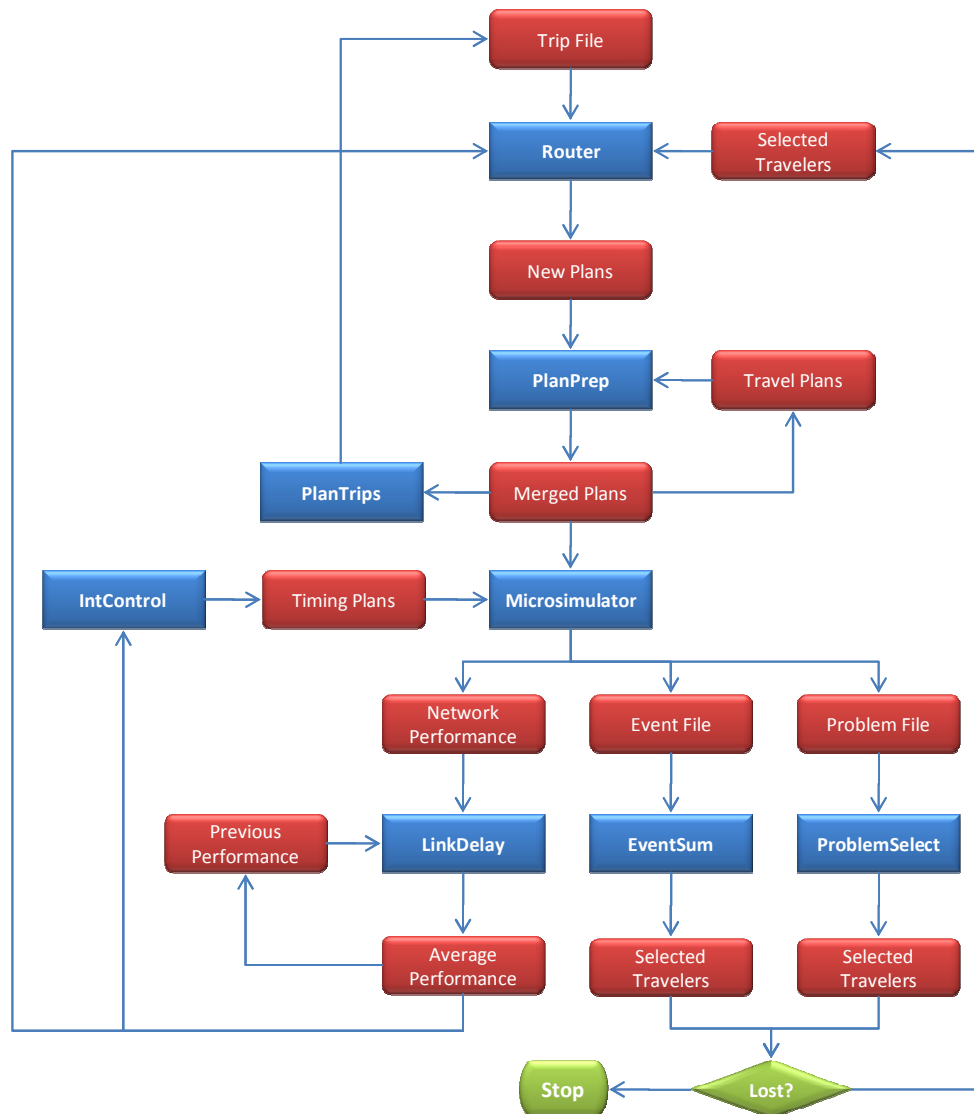 Trip File
Router
Selected
Travelers
New Plans
PlanPrep
Travel Plans
PlanTrips
Merged Plans
IntControl
Timing Plans
Microsimulator
Network
Performance
Event File
Problem File
Previous
Performance
LinkDelay
EventSum
ProblemSelect
Average
Performance
Selected
Travelers
Selected
Travelers
Stop
Lost?